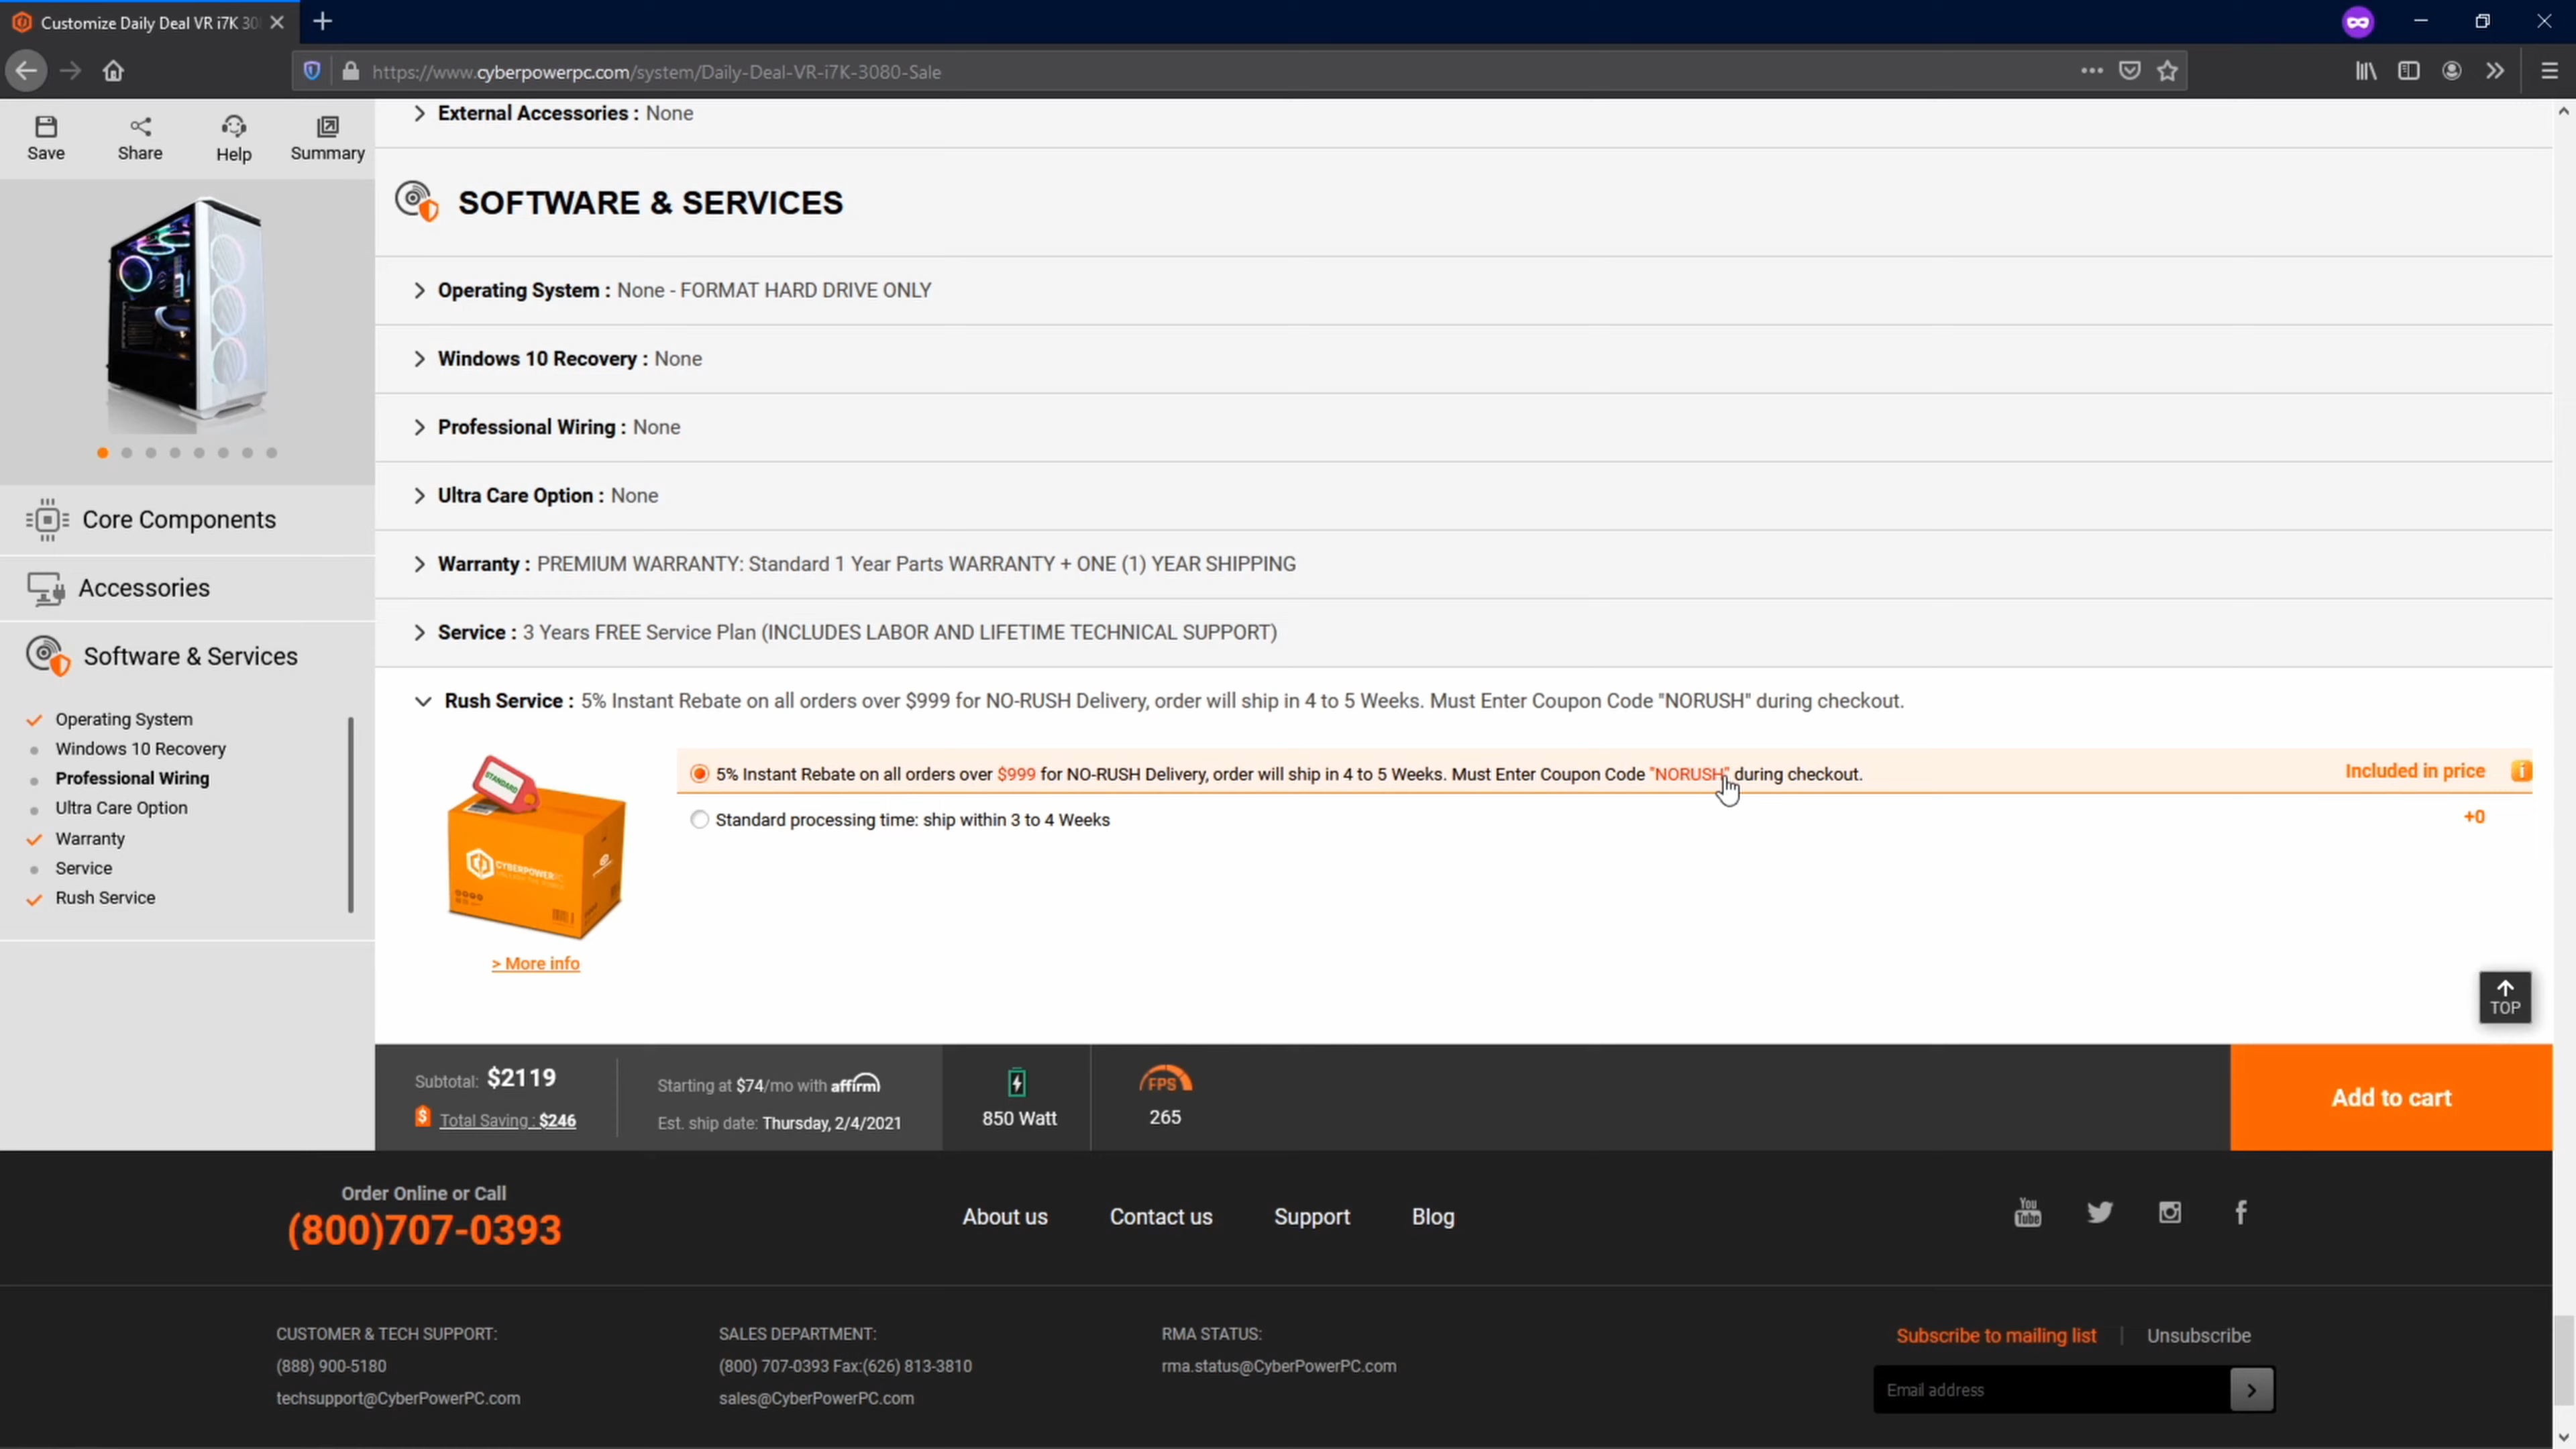 Customize Daily Deal VR i7K 30
https://www.cyberpowerpc.com/system/Daily-Deal-VR-i7K-3080-Sale
Save
Share
Help
Summary
Core Components
Accessories
Software & Services
Operating System
Windows 10 Recovery
Professional Wiring
Ultra Care Option
Warranty
Service
Rush Service
External Accessories : None
SOFTWARE & SERVICES
Operating System : None - FORMAT HARD DRIVE ONLY
Windows 10 Recovery : None
Professional Wiring : None
Ultra Care Option : None
Warranty : PREMIUM WARRANTY: Standard 1 Year Parts WARRANTY + ONE (1) YEAR SHIPPING
Service : 3 Years FREE Service Plan (INCLUDES LABOR AND LIFETIME TECHNICAL SUPPORT)
Rush Service : 5% Instant Rebate on all orders over $999 for NO-RUSH Delivery, order will ship in 4 to 5 Weeks. Must Enter Coupon Code "NORUSH" during checkout.
STANDARD
CYBERPOWERPC
> More info
5% Instant Rebate on all orders over $999 for NO-RUSH Delivery, order will ship in 4 to 5 Weeks. Must Enter Coupon Code "NORUSH" during checkout.
Included in price
Standard processing time: ship within 3 to 4 Weeks
+0
TOP
Subtotal: $2119
Total Saving : $246
Starting at $74/mo with affirm
Est. ship date: Thursday, 2/4/2021
850 Watt
FPS
265
Add to cart
Order Online or Call
(800)707-0393
About us
Contact us
Support
Blog
You
Tube
CUSTOMER & TECH SUPPORT:
(888) 900-5180
techsupport@CyberPowerPC.com
SALES DEPARTMENT:
(800) 707-0393 Fax:(626) 813-3810
sales@CyberPowerPC.com
RMA STATUS:
rma.status@CyberPowerPC.com
Subscribe to mailing list | Unsubscribe
Email address